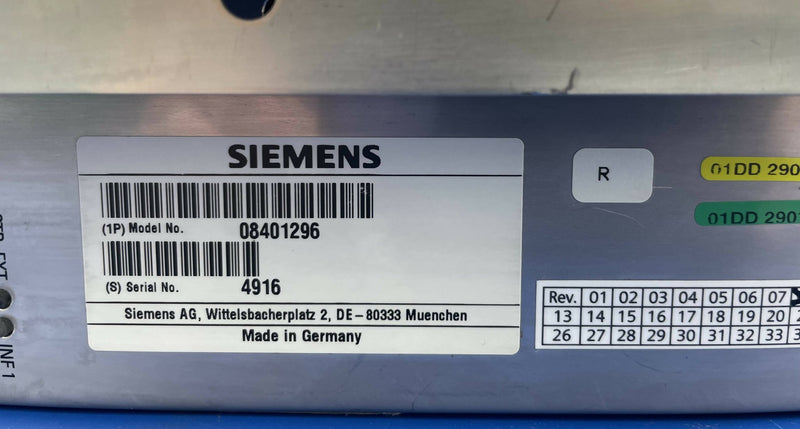 SIEMENS
(1P) Model No. 08401296
(S) Serial No. 4916
Siemens AG, Wittelsbacherplatz 2, DE-80333 Muenchen
Made in Germany
R
01DD 290
01DD 290
Rev. 01 02 03 04 05 06 07
13 14 15 16 17 18 19 20
26 27 28 29 30 31 32 33
INF 1